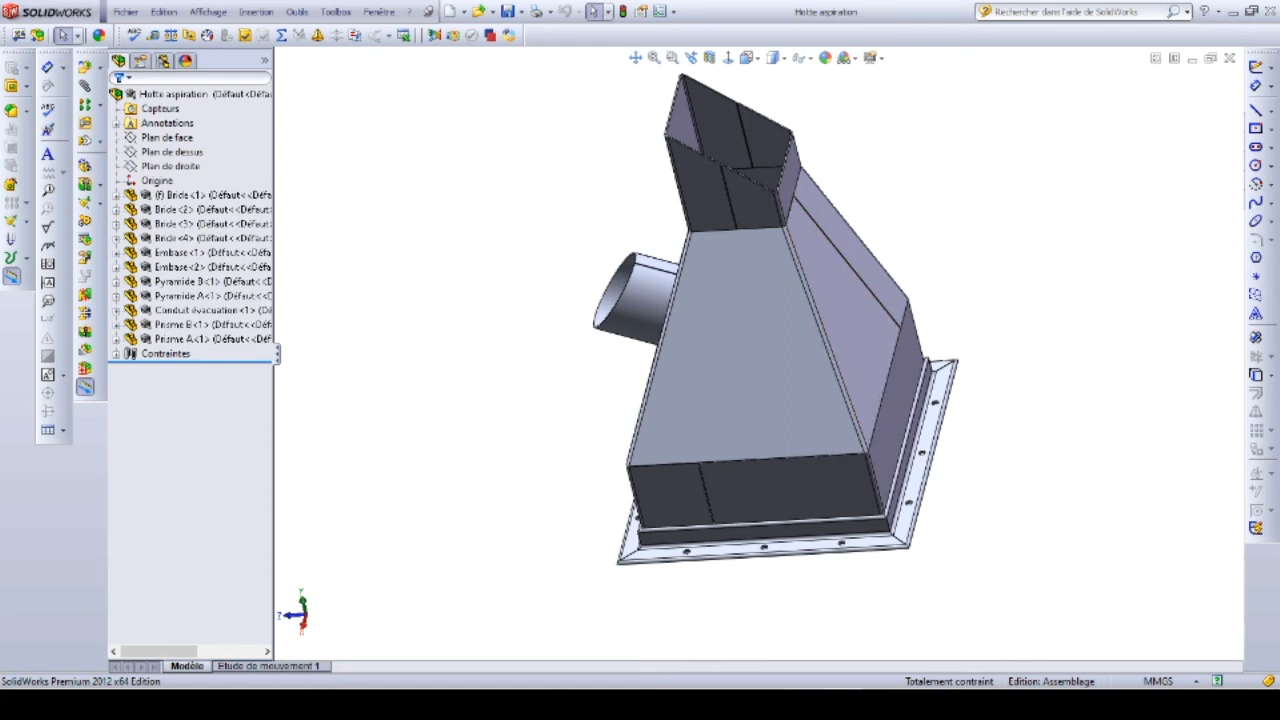 SOLIDWORKS Fichier Edition Affichage Insertion Outils Toolbox Fenêtre ? Hotte aspiration Rechercher dans l'aide de SolidWorks
Hotte aspiration (Défaut<Défa
Capteurs
Annotations
Plan de face
Plan de dessus
Plan de droite
Origine
(f) Bride<1> (Défaut<<Défa
Bride<2> (Défaut<<Défaut
Bride<3> (Défaut<<Défaut
Bride<4> (Défaut<<Défaut
Embase<1> (Défaut<<Défa
Embase<2> (Défaut<<Défa
Pyramide B<1> (Défaut<<D
Pyramide A<1> (Défaut<<D
Conduit évacuation<1> (Dé
Prisme B<1> (Défaut<<Déf
Prisme A<1> (Défaut<<Déf
Contraintes
Y
Z
X
Modèle Etude de mouvement 1
SolidWorks Premium 2012 x64 Edition Totalement contraint Edition: Assemblage MMGS